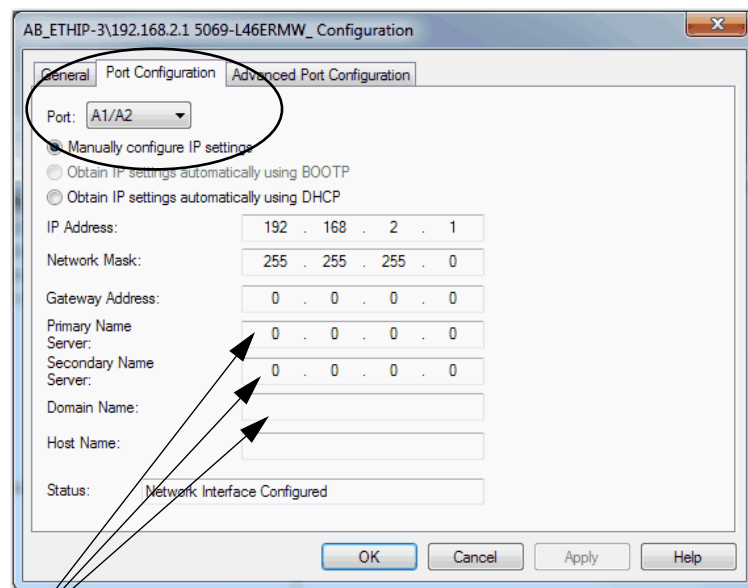 AB_ETHIP-3\192.168.2.1 5069-L46ERMW_ Configuration
General Port Configuration Advanced Port Configuration
Port: A1/A2
Manually configure IP settings
Obtain IP settings automatically using BOOTP
Obtain IP settings automatically using DHCP
IP Address: 192 . 168 . 2 . 1
Network Mask: 255 . 255 . 255 . 0
Gateway Address: 0 . 0 . 0 . 0
Primary Name
Server: 0 . 0 . 0 . 0
Secondary Name
Server: 0 . 0 . 0 . 0
Domain Name:
Host Name:
Status: Network Interface Configured
OK Cancel Apply Help